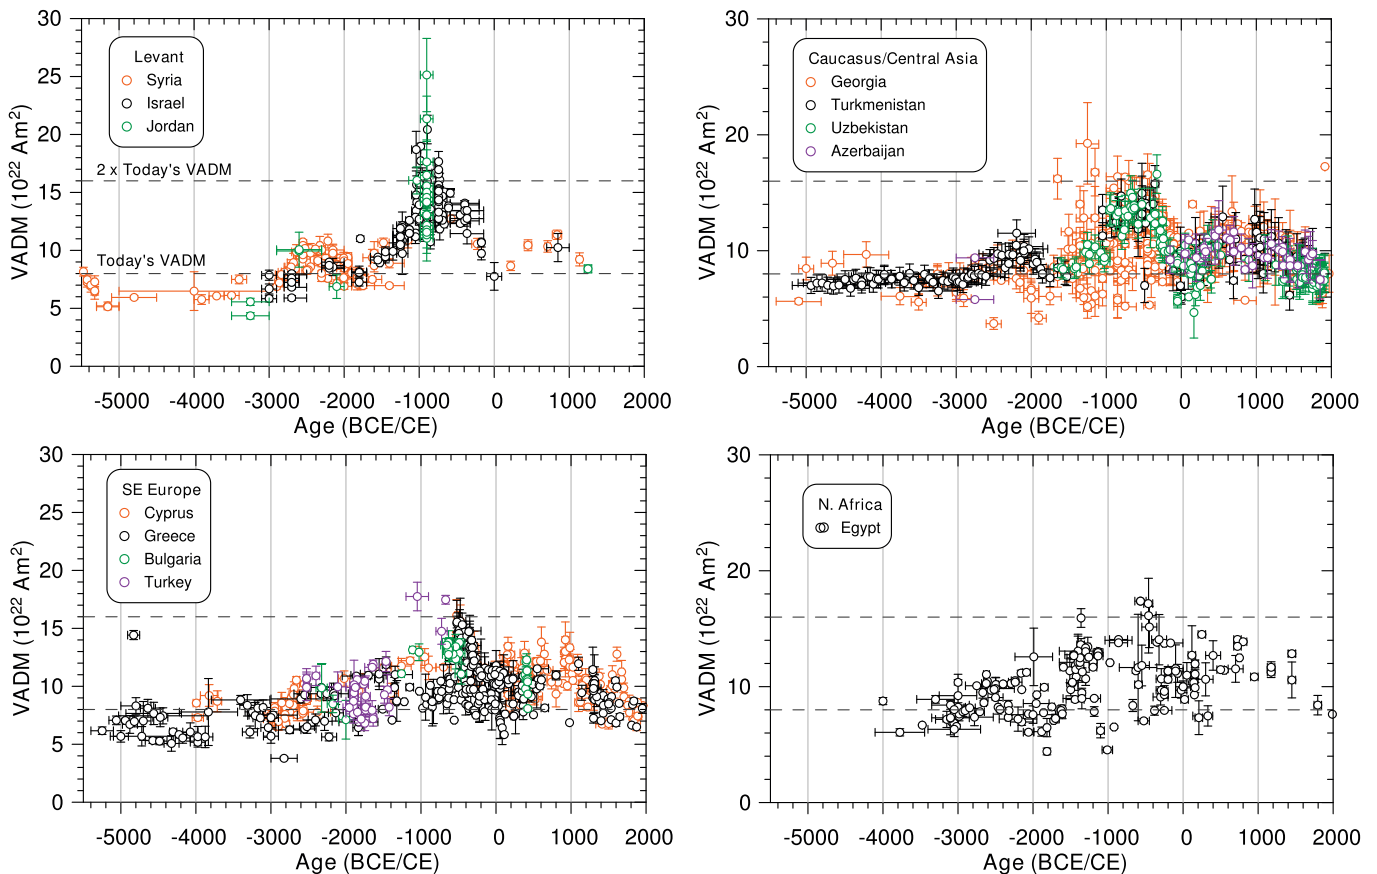 30
25
20
15
10
5
0
VADM (10²² Am²)
Levant
Syria
Israel
Jordan
2 x Today's VADM
Today's VADM
-5000 -4000 -3000 -2000 -1000 0 1000 2000
Age (BCE/CE)
30
20
10
0
VADM (10²² Am²)
Caucasus/Central Asia
Georgia
Turkmenistan
Uzbekistan
Azerbaijan
-5000 -4000 -3000 -2000 -1000 0 1000 2000
Age (BCE/CE)
30
25
20
15
10
5
0
VADM (10²² Am²)
SE Europe
Cyprus
Greece
Bulgaria
Turkey
-5000 -4000 -3000 -2000 -1000 0 1000 2000
Age (BCE/CE)
30
20
10
0
VADM (10²² Am²)
N. Africa
Egypt
-5000 -4000 -3000 -2000 -1000 0 1000 2000
Age (BCE/CE)